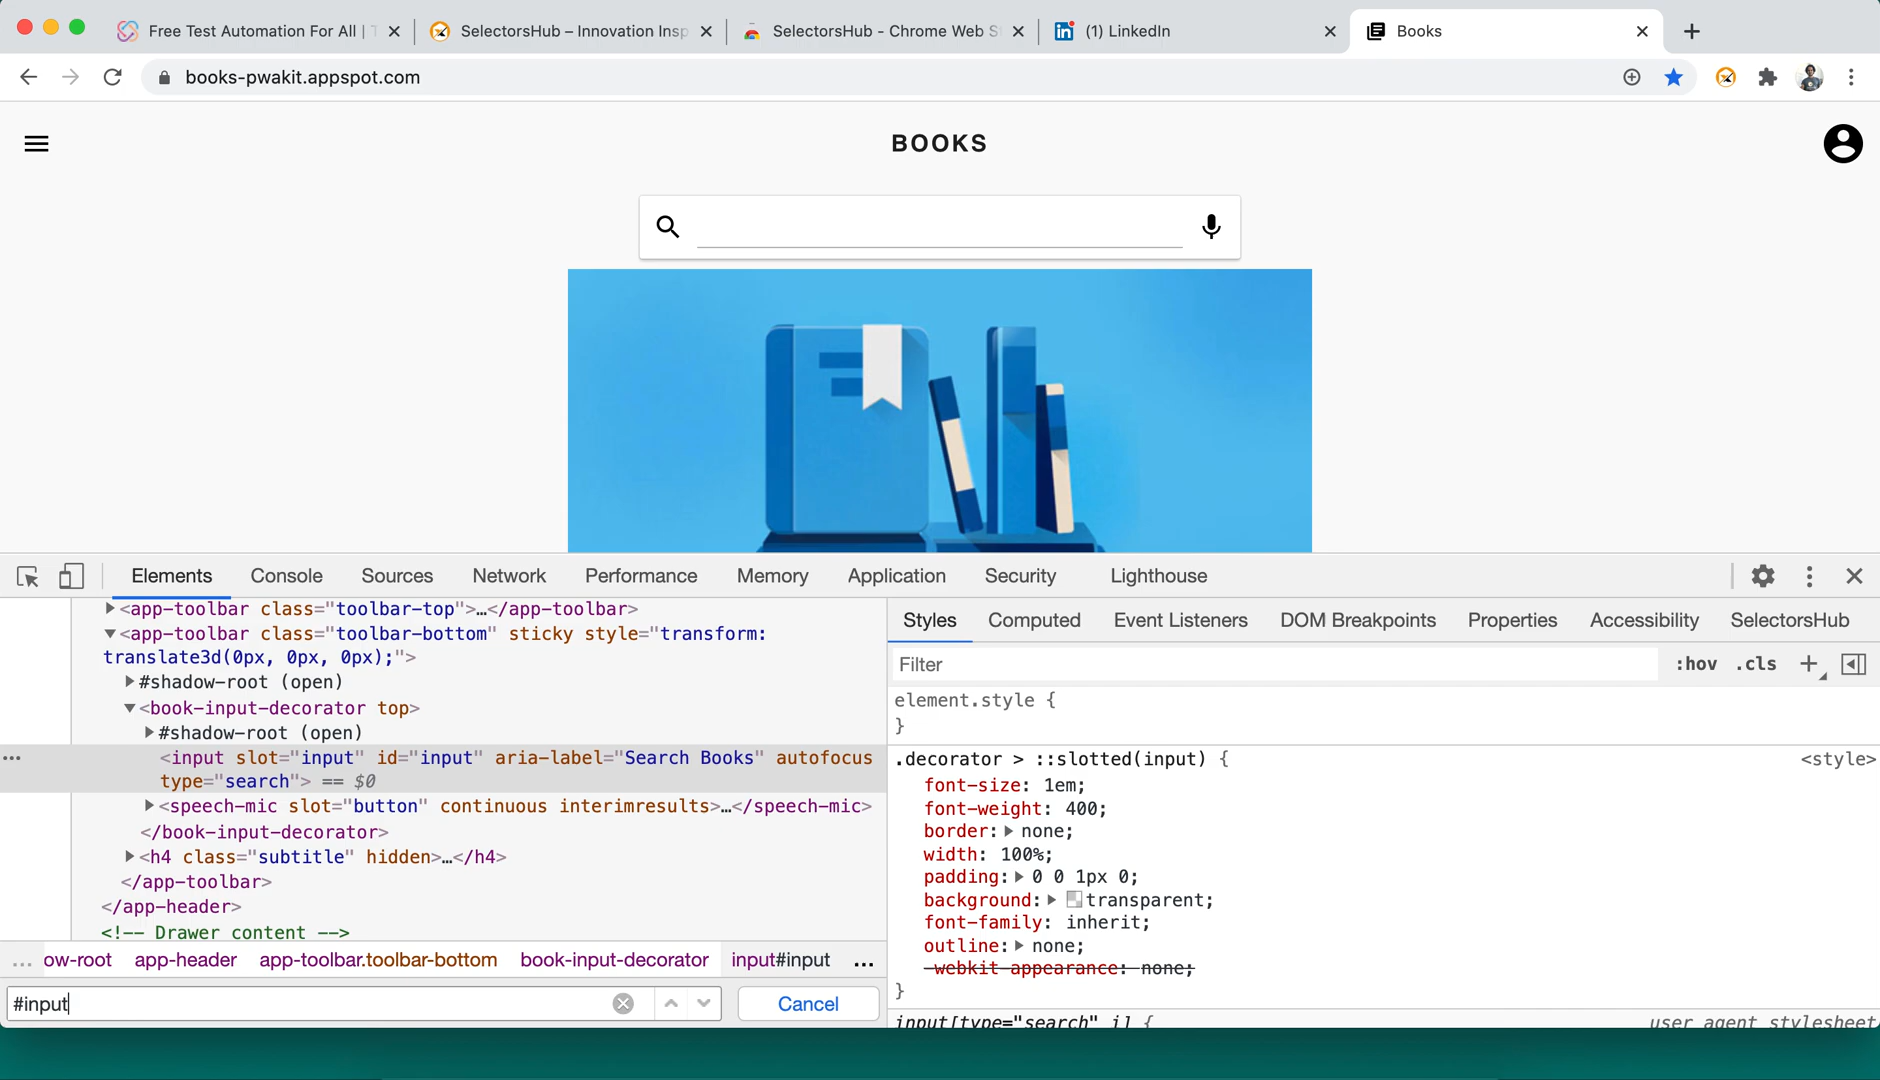 Free Test Automation For All | T
SelectorsHub – Innovation Insp
SelectorsHub - Chrome Web S
(1) LinkedIn
Books
books-pwakit.appspot.com
BOOKS
Elements Console Sources Network Performance Memory Application Security Lighthouse
<app-toolbar class="toolbar-top">…</app-toolbar>
<app-toolbar class="toolbar-bottom" sticky style="transform:
translate3d(0px, 0px, 0px);">
#shadow-root (open)
<book-input-decorator top>
#shadow-root (open)
<input slot="input" id="input" aria-label="Search Books" autofocus
type="search"> == $0
<speech-mic slot="button" continuous interimresults>…</speech-mic>
</book-input-decorator>
<h4 class="subtitle" hidden>…</h4>
</app-toolbar>
</app-header>
<!-- Drawer content -->
... ow-root app-header app-toolbar.toolbar-bottom book-input-decorator input#input ...
#input
Cancel
Styles Computed Event Listeners DOM Breakpoints Properties Accessibility SelectorsHub
Filter :hov .cls
element.style {
}
.decorator > ::slotted(input) { <style>
font-size: 1em;
font-weight: 400;
border: none;
width: 100%;
padding: 0 0 1px 0;
background: transparent;
font-family: inherit;
outline: none;
-webkit-appearance: none;
}
input[type="search" i] { user agent stylesheet